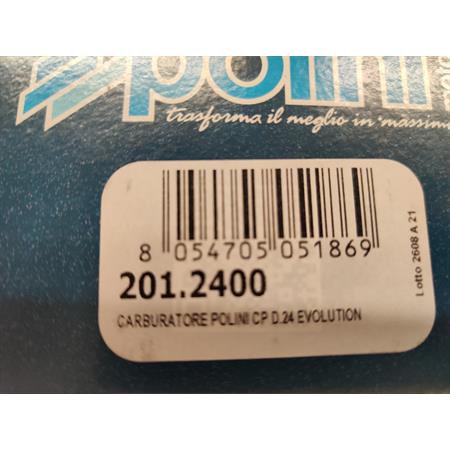 polini
trasforma il meglio in massimo
8 054705 051869
201.2400
CARBURATORE POLINI CP D.24 EVOLUTION
Lotto 2608 A 21